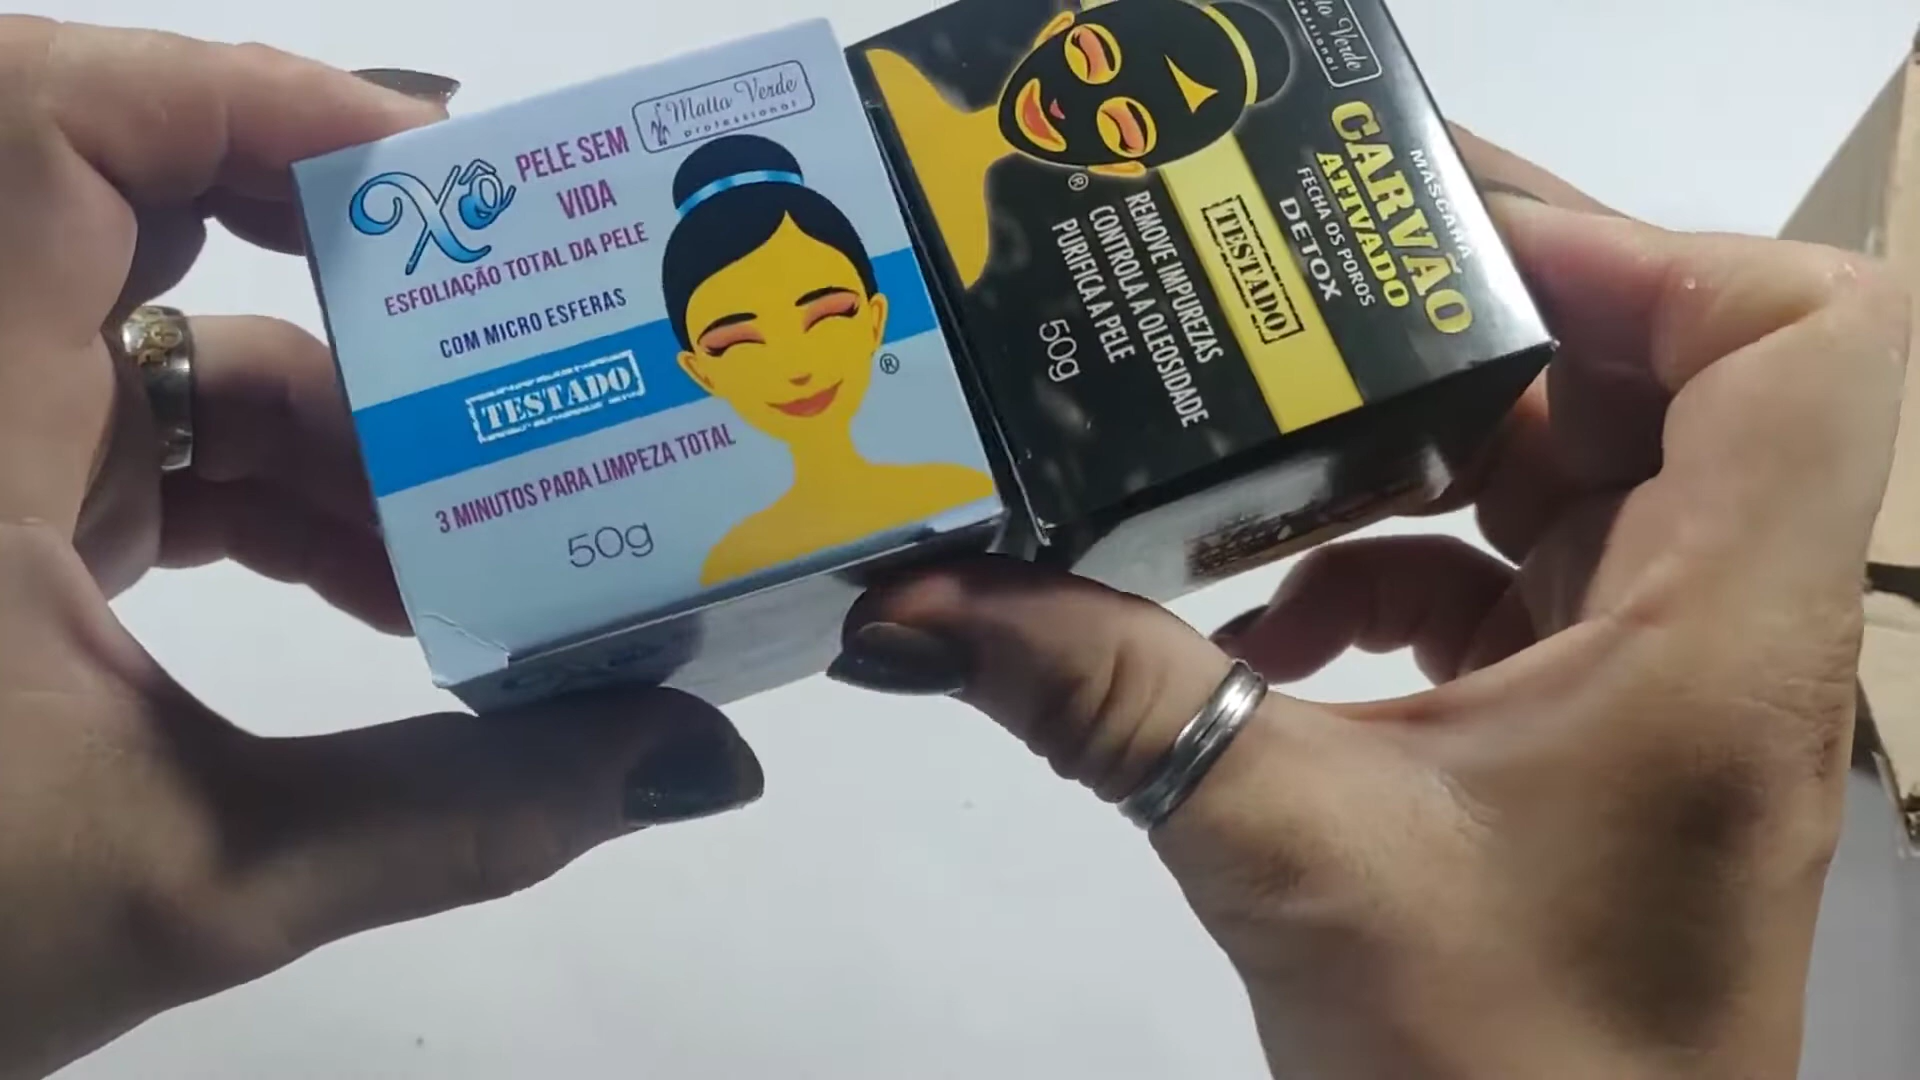 Matto Verde
professional
Xô PELE SEM
VIDA
ESFOLIAÇÃO TOTAL DA PELE
COM MICRO ESFERAS
TESTADO
®
3 MINUTOS PARA LIMPEZA TOTAL
50g
Verde
MÁSCARA
CARVÃO
ATIVADO
FECHA OS POROS
DETOX
TESTADO
®
REMOVE IMPUREZAS
CONTROLA A OLEOSIDADE
PURIFICA A PELE
50g